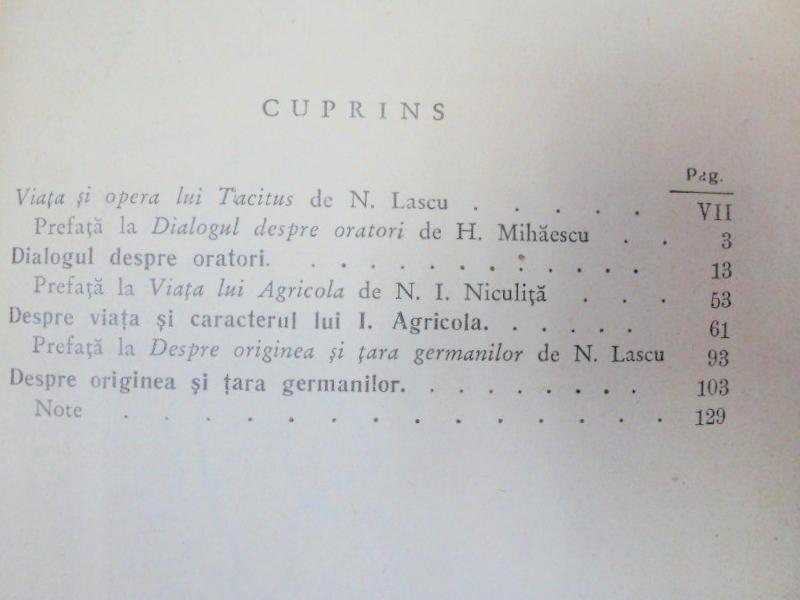 CUPRINS
Pag.
Viața și opera lui Tacitus de N. Lascu . . . . . VII
Prefață la Dialogul despre oratori de H. Mihăescu . . 3
Dialogul despre oratori. . . . . . . . . . . 13
Prefață la Viața lui Agricola de N. I. Niculiță . . . 53
Despre viața și caracterul lui I. Agricola. . . . . 61
Prefață la Despre originea și țara germanilor de N. Lascu 93
Despre originea și țara germanilor. . . . . . . 103
Note . . . . . . . . . . . . . . 129